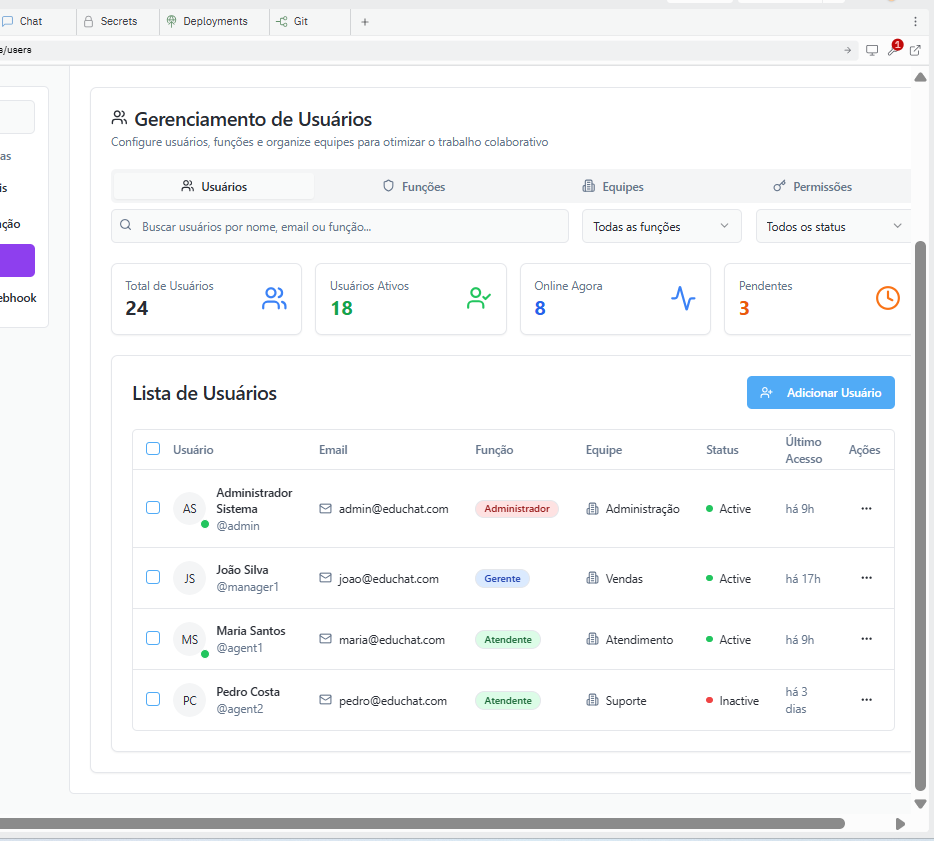 Chat
Secrets
Deployments
Git
s/users
1
as
is
ção
ebhook
Gerenciamento de Usuários
Configure usuários, funções e organize equipes para otimizar o trabalho colaborativo
Usuários
Funções
Equipes
Permissões
Buscar usuários por nome, email ou função...
Todas as funções
Todos os status
Total de Usuários
24
Usuários Ativos
18
Online Agora
8
Pendentes
3
Lista de Usuários
Adicionar Usuário
Usuário
Email
Função
Equipe
Status
Último
Acesso
Ações
AS
Administrador
Sistema
@admin
admin@educhat.com
Administrador
Administração
Active
há 9h
JS
João Silva
@manager1
joao@educhat.com
Gerente
Vendas
Active
há 17h
MS
Maria Santos
@agent1
maria@educhat.com
Atendente
Atendimento
Active
há 9h
PC
Pedro Costa
@agent2
pedro@educhat.com
Atendente
Suporte
Inactive
há 3
dias